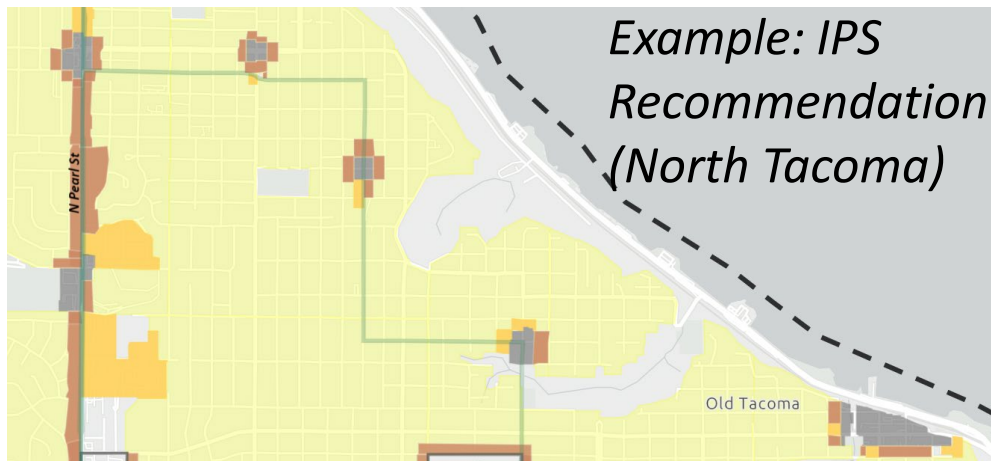 Example: IPS
Recommendation
(North Tacoma)
N Pearl St
Old Tacoma